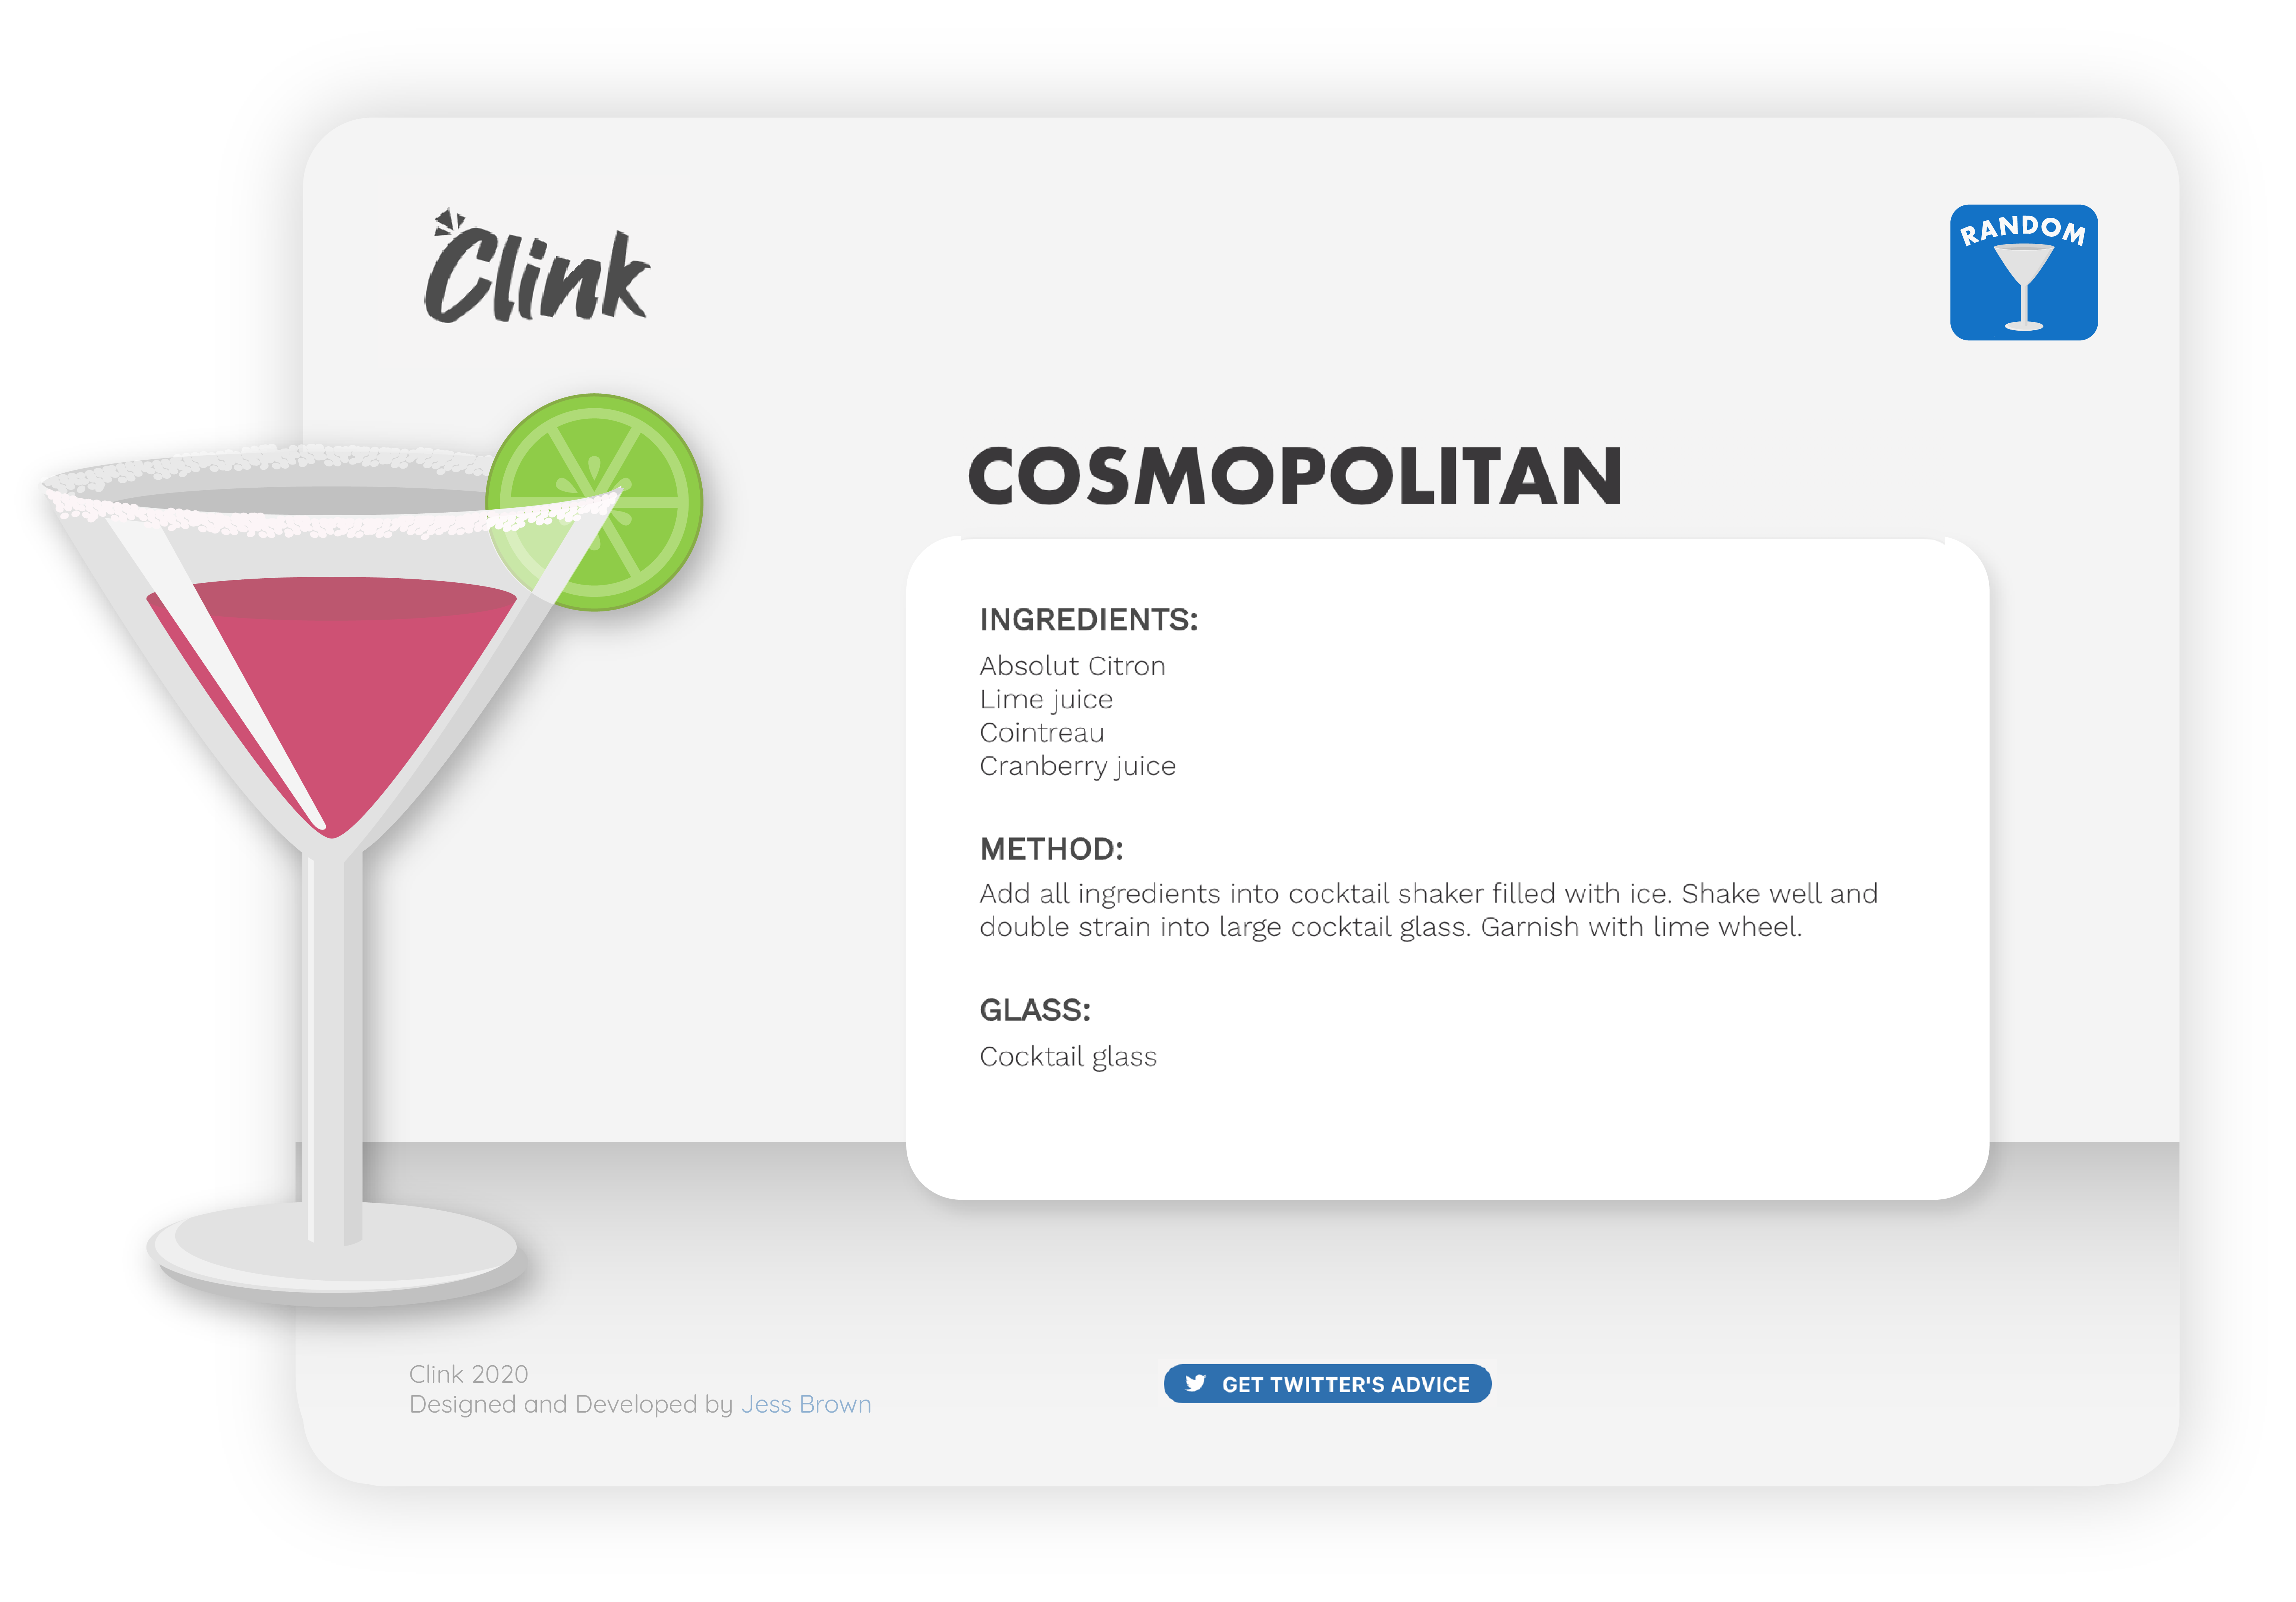 Clink
RANDOM
COSMOPOLITAN
INGREDIENTS:
Absolut Citron
Lime juice
Cointreau
Cranberry juice
METHOD:
Add all ingredients into cocktail shaker filled with ice. Shake well and
double strain into large cocktail glass. Garnish with lime wheel.
GLASS:
Cocktail glass
Clink 2020
Designed and Developed by Jess Brown
GET TWITTER'S ADVICE